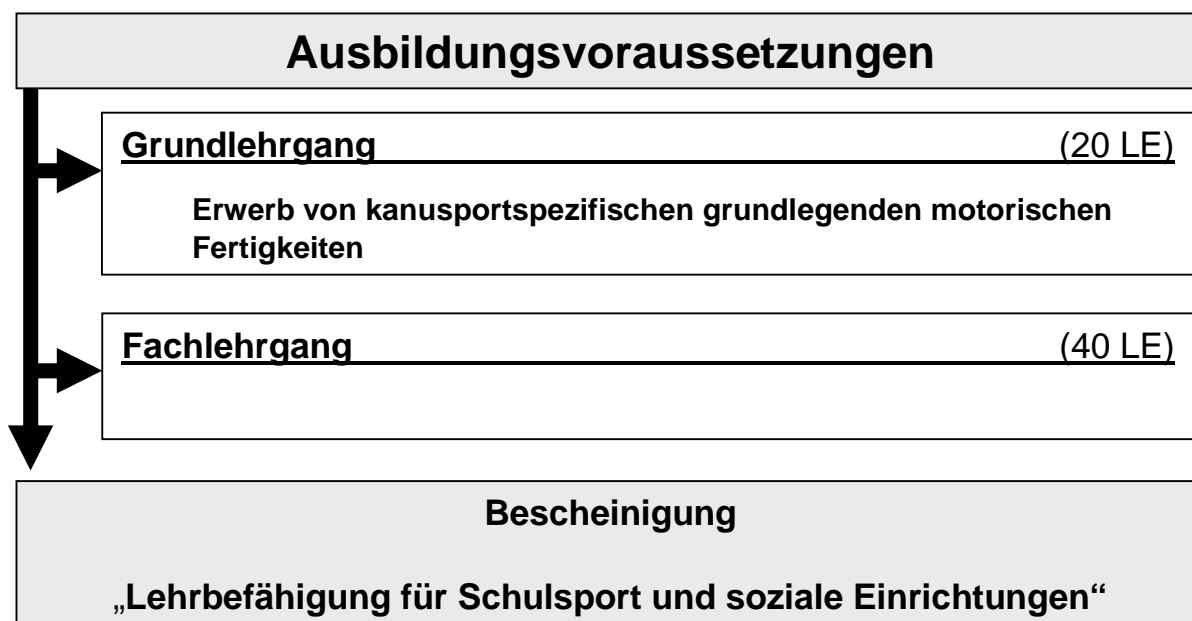 Ausbildungsvoraussetzungen
Grundlehrgang (20 LE)
Erwerb von kanusportspezifischen grundlegenden motorischen
Fertigkeiten
Fachlehrgang (40 LE)
Bescheinigung
„Lehrbefähigung für Schulsport und soziale Einrichtungen“